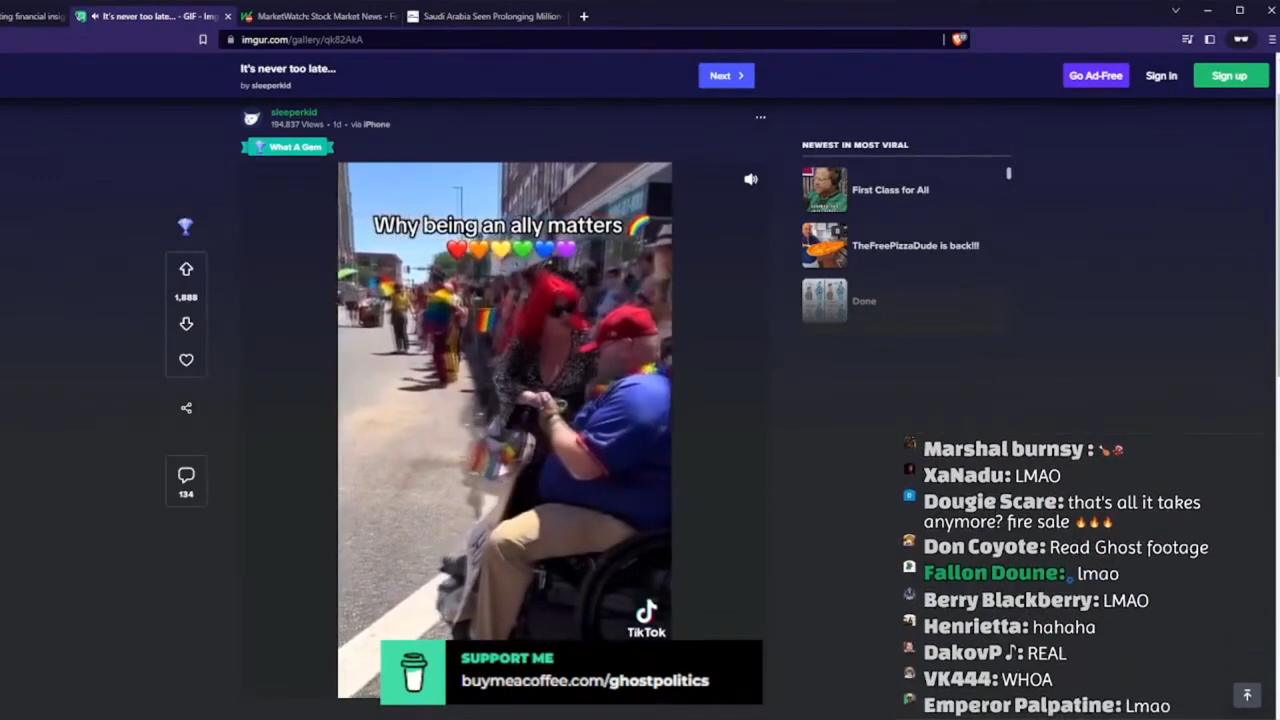 ting financial insig
It's never too late... - GIF - Img
MarketWatch: Stock Market News - Fi
Saudi Arabia Seen Prolonging Million
imgur.com/gallery/qk82AkA
It's never too late...
by sleeperkid
Next
Go Ad-Free
Sign in
Sign up
sleeperkid
194,837 Views • 1d • via iPhone
What A Gem
NEWEST IN MOST VIRAL
First Class for All
TheFreePizzaDude is back!!!
Done
1,888
134
Why being an ally matters
TikTok
SUPPORT ME
buymeacoffee.com/ghostpolitics
Marshal burnsy :
XaNadu: LMAO
Dougie Scare: that's all it takes
anymore? fire sale
Don Coyote: Read Ghost footage
Fallon Doune: lmao
Berry Blackberry: LMAO
Henrietta: hahaha
DakovP♪: REAL
VK444: WHOA
Emperor Palpatine: Lmao